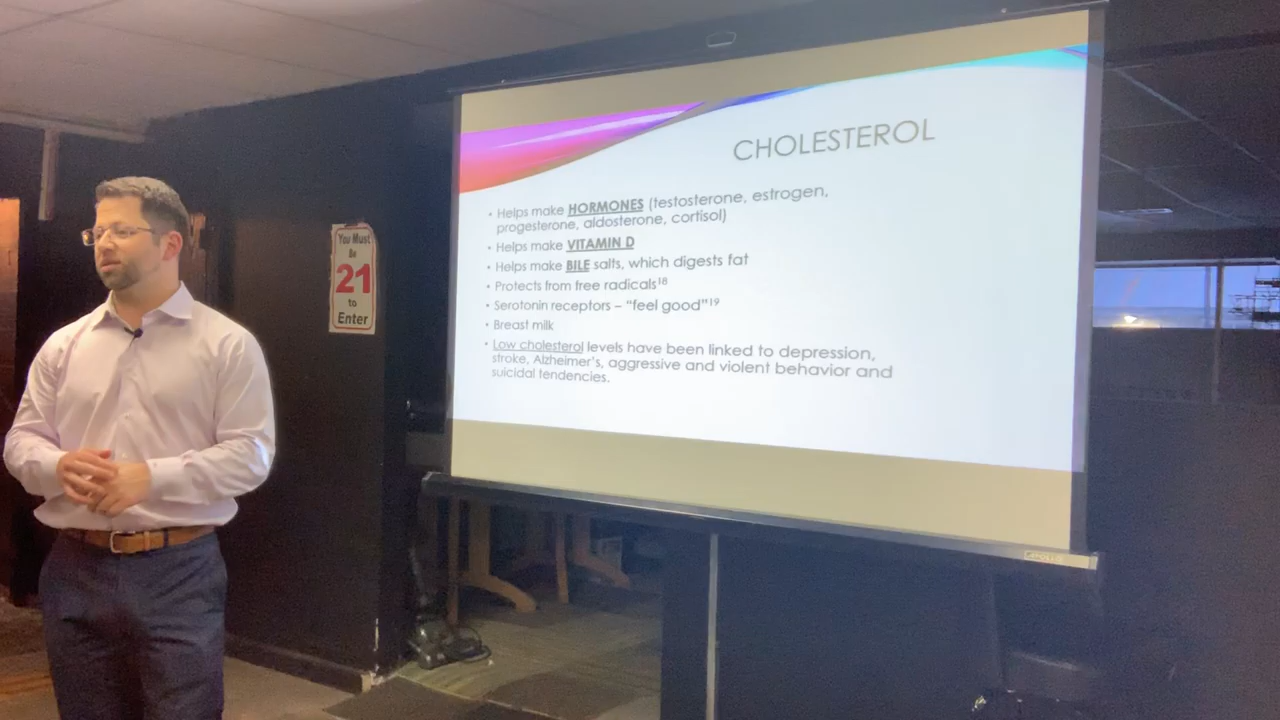 CHOLESTEROL
• Helps make HORMONES (testosterone, estrogen,
progesterone, aldosterone, cortisol)
• Helps make VITAMIN D
• Helps make BILE salts, which digests fat
• Protects from free radicals¹⁸
• Serotonin receptors – “feel good”¹⁹
• Breast milk
• Low cholesterol levels have been linked to depression,
stroke, Alzheimer's, aggressive and violent behavior and
suicidal tendencies.
You Must
Be
21
to
Enter